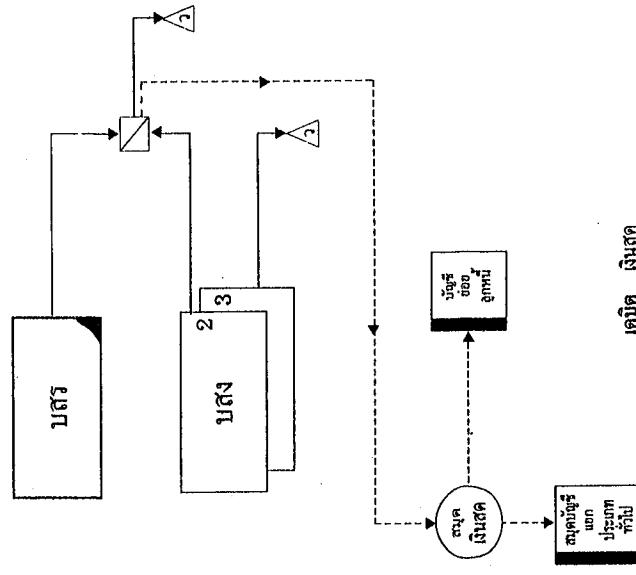 บสร
ว
บสง
2
3
ว
สมุด
เงินสด
บัญชี
ย่อย
ลูกหนี้
สมุดบัญชี
แยก
ประเภท
ทั่วไป
เดบิต เงินสด